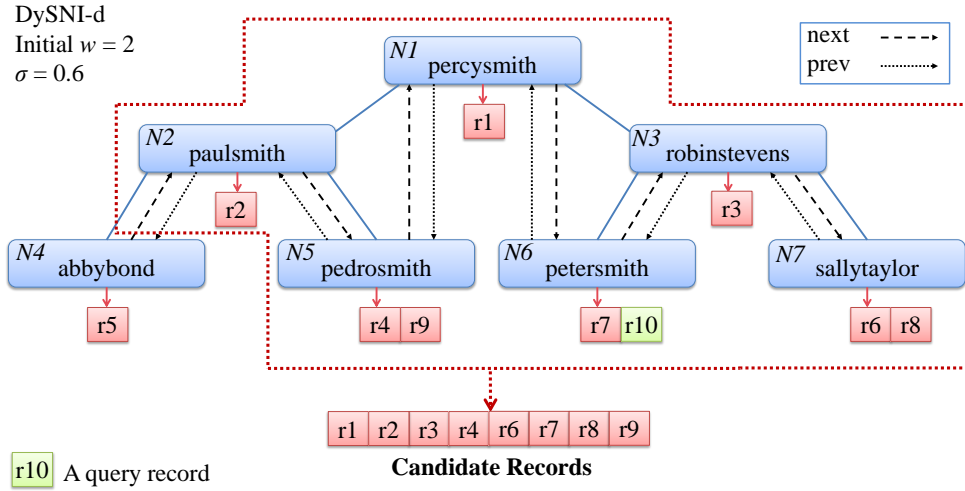 DySNI-d
Initial w = 2
σ = 0.6
N1
percysmith
r1
next
prev
N2
paulsmith
r2
N3
robinstevens
r3
N4
abbybond
r5
N5
pedrosmith
r4 r9
N6
petersmith
r7 r10
N7
sallytaylor
r6 r8
r1 r2 r3 r4 r6 r7 r8 r9
Candidate Records
r10 A query record